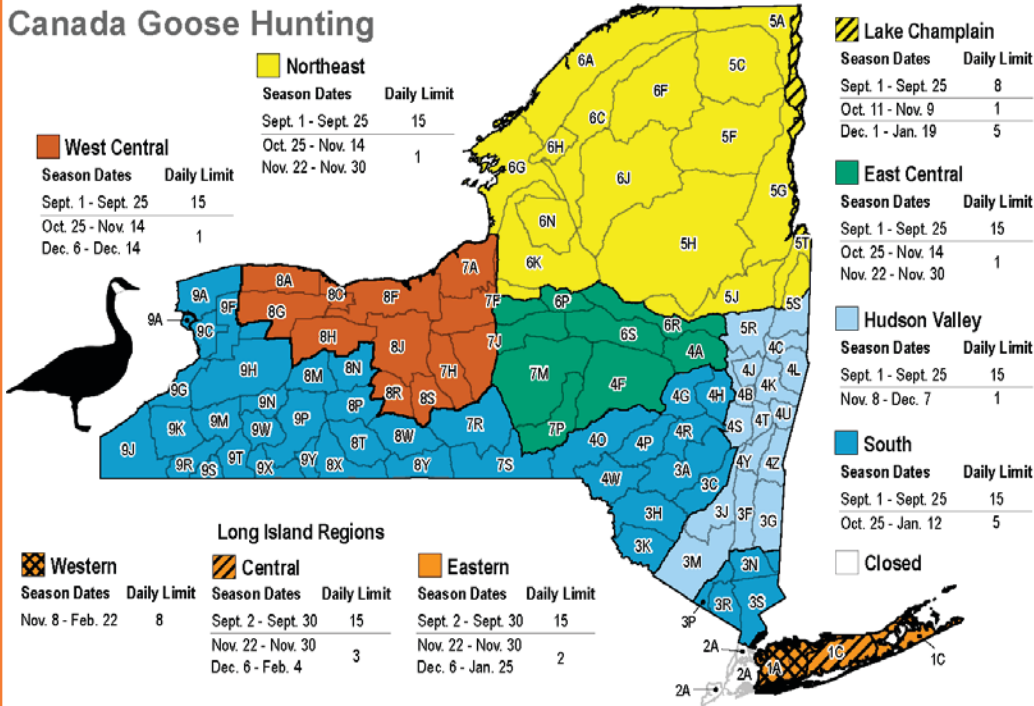 Canada Goose Hunting
Northeast
Season Dates Daily Limit
Sept. 1 - Sept. 25 15
Oct. 25 - Nov. 14
Nov. 22 - Nov. 30
1
West Central
Season Dates Daily Limit
Sept. 1 - Sept. 25 15
Oct. 25 - Nov. 14
Dec. 6 - Dec. 14
1
Lake Champlain
Season Dates Daily Limit
Sept. 1 - Sept. 25 8
Oct. 11 - Nov. 9 1
Dec. 1 - Jan. 19 5
East Central
Season Dates Daily Limit
Sept. 1 - Sept. 25 15
Oct. 25 - Nov. 14
Nov. 22 - Nov. 30
1
Hudson Valley
Season Dates Daily Limit
Sept. 1 - Sept. 25 15
Nov. 8 - Dec. 7 1
South
Season Dates Daily Limit
Sept. 1 - Sept. 25 15
Oct. 25 - Jan. 12 5
Closed
5A
6A
5C
6F
6C
5F
6H
6G
6J
5G
6N
5H
5T
6K
5J
5S
7A
8A
8C
8F
7F
9A
9F
8G
9A
9C
8H
8J
7J
6P
6S
6R
5R
4C
4A
9H
8M
8N
7H
7M
4F
4J
4L
4K
9G
8R
8S
4G
4H
4B
9N
8P
9K
9M
9W
9P
7R
7P
4S
4T
4U
9J
8T
8W
4O
4P
4R
9R
9S
9T
9X
9Y
8X
8Y
7S
4W
3A
3C
4Y
4Z
3H
3J
3F
3G
3K
3M
3N
3R
3S
3P
2A
2A
2A
1A
1C
1C
Long Island Regions
Western
Season Dates Daily Limit
Nov. 8 - Feb. 22 8
Central
Season Dates Daily Limit
Sept. 2 - Sept. 30 15
Nov. 22 - Nov. 30
Dec. 6 - Feb. 4
3
Eastern
Season Dates Daily Limit
Sept. 2 - Sept. 30 15
Nov. 22 - Nov. 30
Dec. 6 - Jan. 25
2